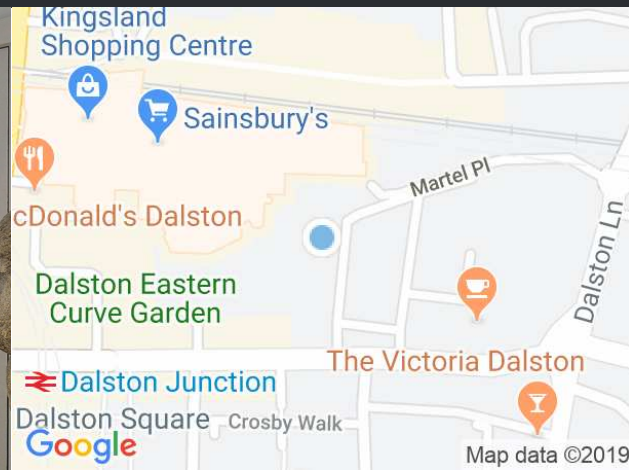 Kingsland
Shopping Centre
Sainsbury's
Martel Pl
cDonald's Dalston
Dalston Ln
Dalston Eastern
Curve Garden
The Victoria Dalston
Dalston Junction
Dalston Square
Crosby Walk
Google
Map data ©2019